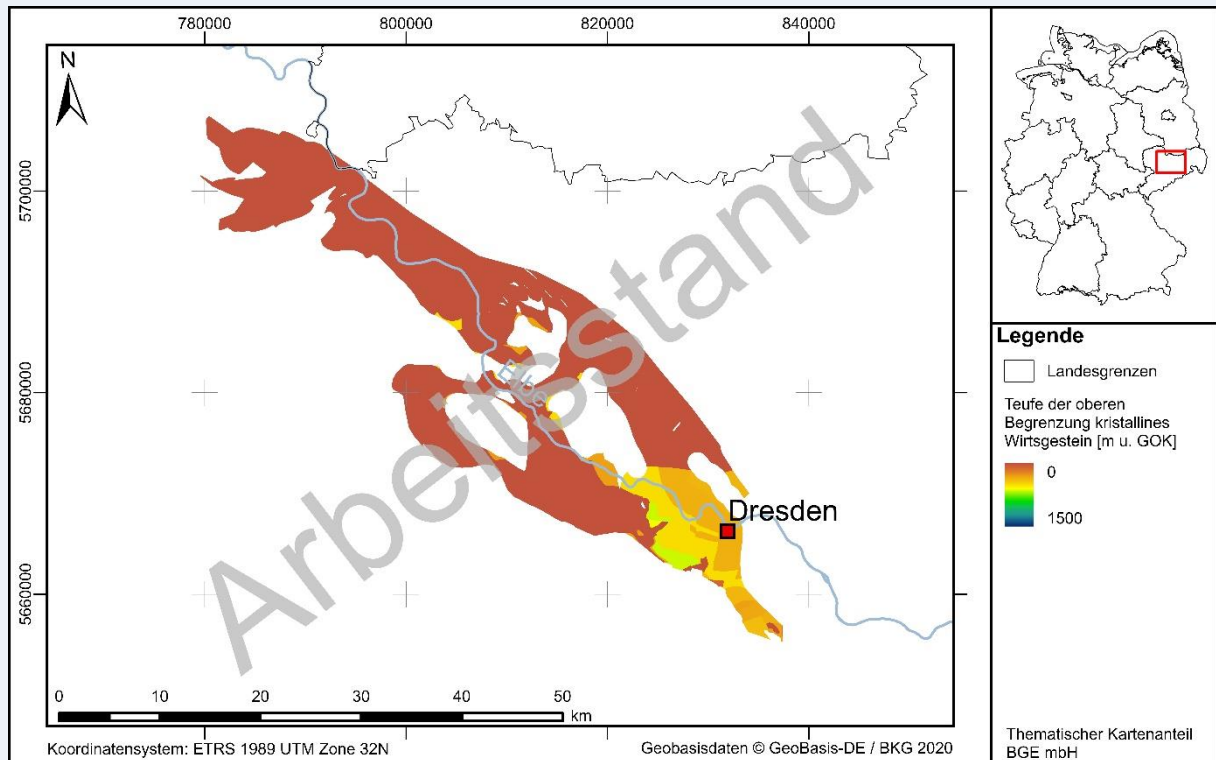 780000 800000 820000 840000
N
5700000
5680000
5660000
Elbe
Dresden
Arbeitsstand
0 10 20 30 40 50
km
Koordinatensystem: ETRS 1989 UTM Zone 32N
Geobasisdaten © GeoBasis-DE / BKG 2020
Legende
Landesgrenzen
Teufe der oberen
Begrenzung kristallines
Wirtsgestein [m u. GOK]
0
1500
Thematischer Kartenanteil
BGE mbH